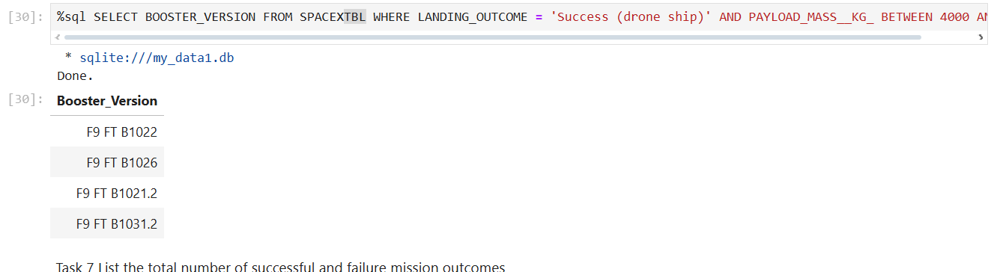 [30]: %sql SELECT BOOSTER_VERSION FROM SPACEXTBL WHERE LANDING_OUTCOME = 'Success (drone ship)' AND PAYLOAD_MASS__KG_ BETWEEN 4000
* sqlite:///my_data1.db
Done.
[30]: Booster_Version
F9 FT B1022
F9 FT B1026
F9 FT B1021.2
F9 FT B1031.2
Task 7 List the total number of successful and failure mission outcomes